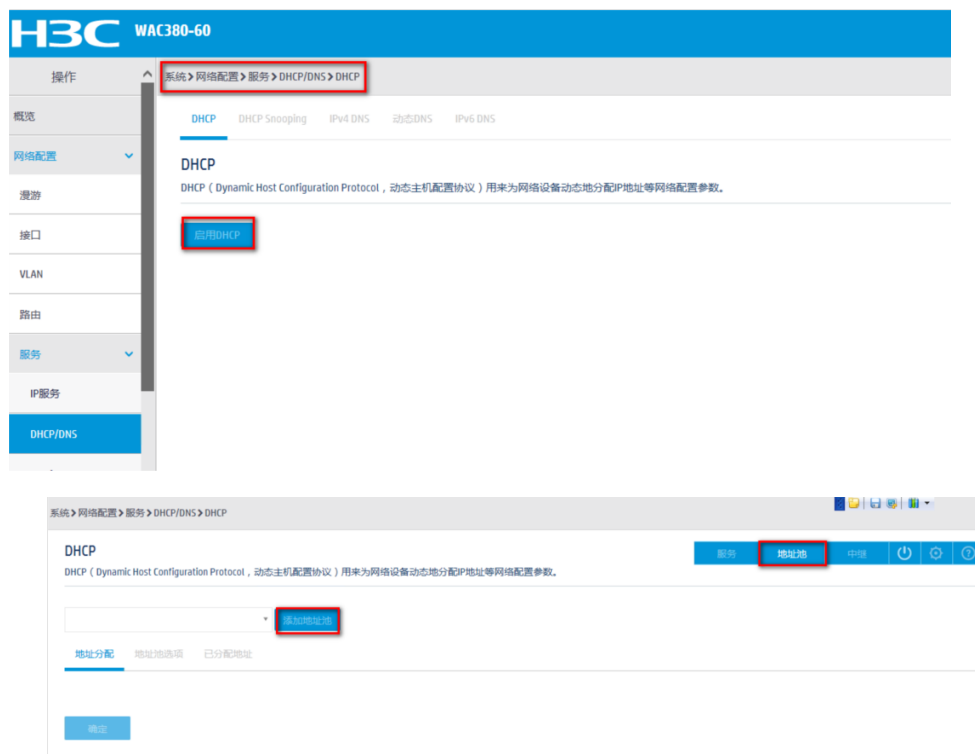 H3C WAC380-60
操作
系统>网络配置>服务>DHCP/DNS>DHCP
概览
DHCP DHCP Snooping IPv4 DNS 动态DNS IPv6 DNS
网络配置
DHCP
DHCP（Dynamic Host Configuration Protocol，动态主机配置协议）用来为网络设备动态地分配IP地址等网络配置参数。
漫游
接口
启用DHCP
VLAN
路由
服务
IP服务
DHCP/DNS
系统>网络配置>服务>DHCP/DNS>DHCP
DHCP
服务 地址池 中继
DHCP（Dynamic Host Configuration Protocol，动态主机配置协议）用来为网络设备动态地分配IP地址等网络配置参数。
添加地址池
地址分配 地址池选项 已分配地址
确定